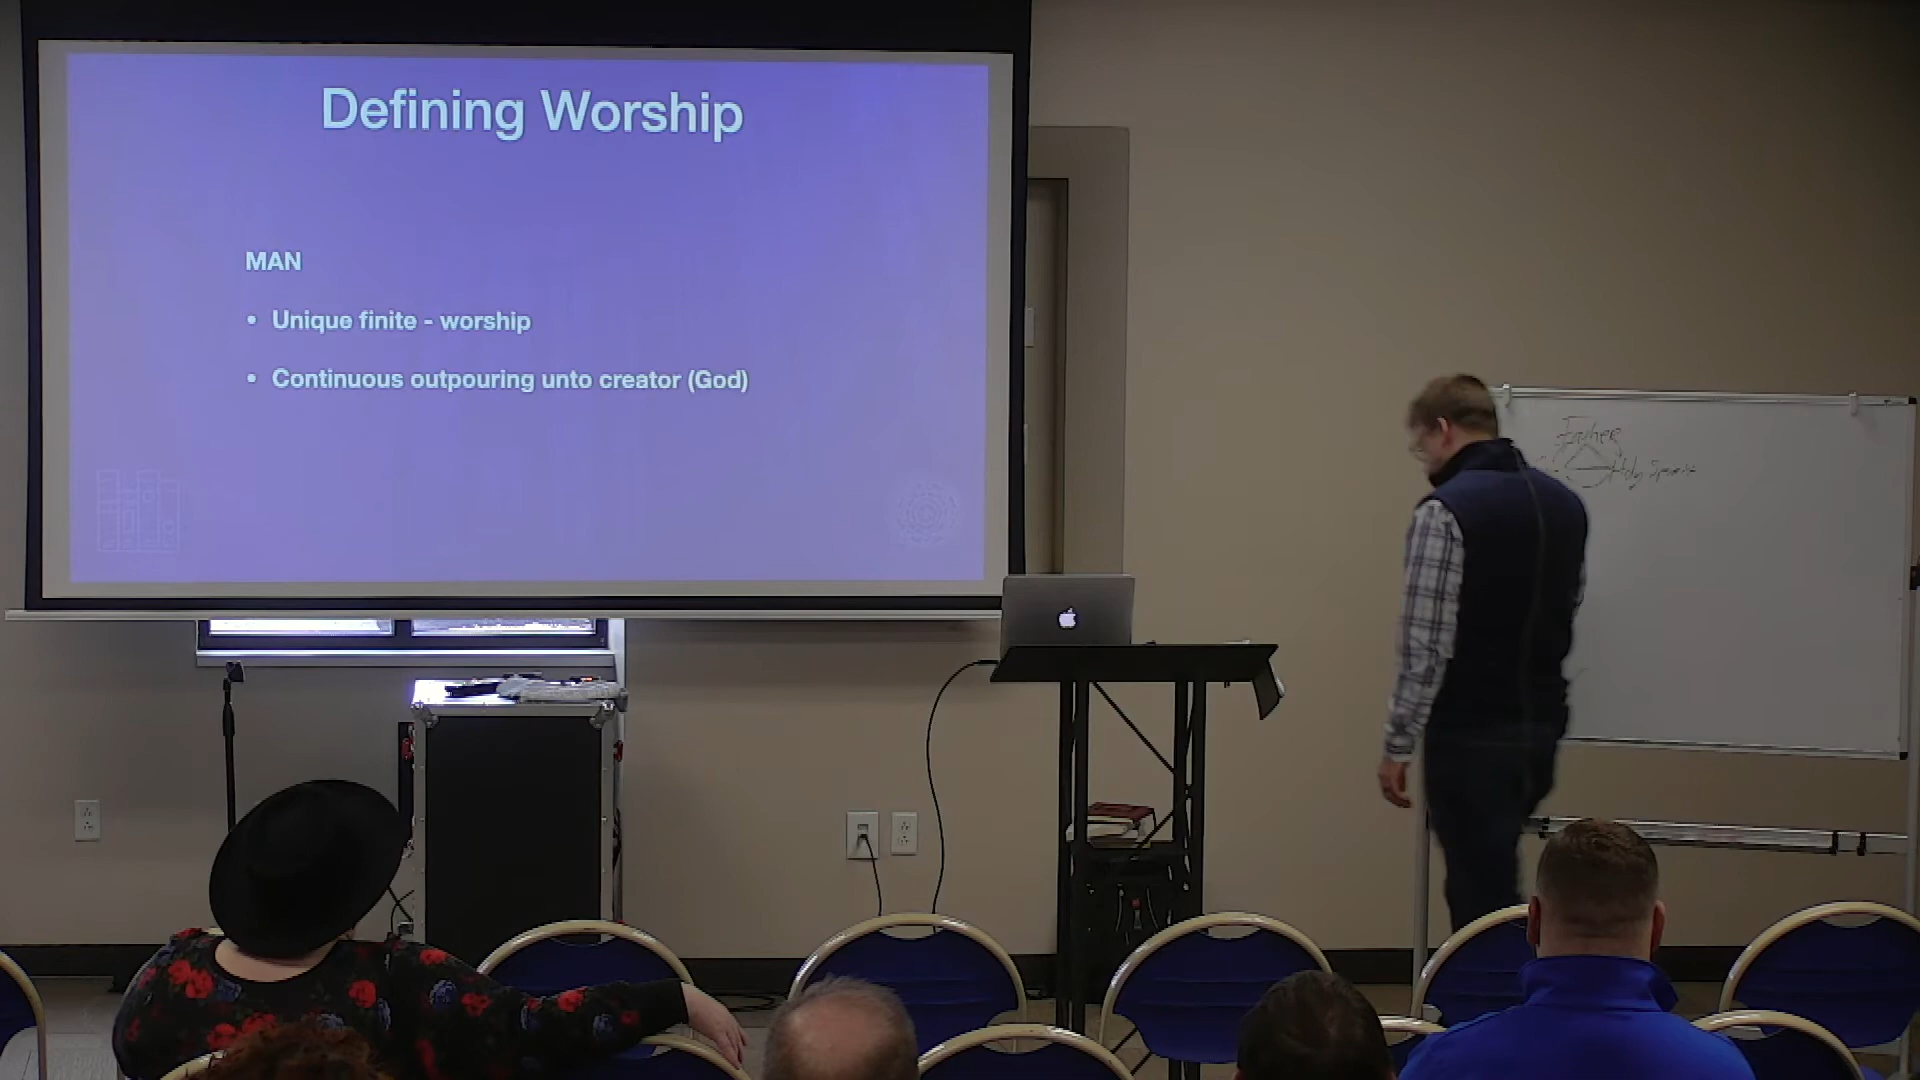 Defining Worship
MAN
• Unique finite - worship
• Continuous outpouring unto creator (God)
Father
Holy Spirit